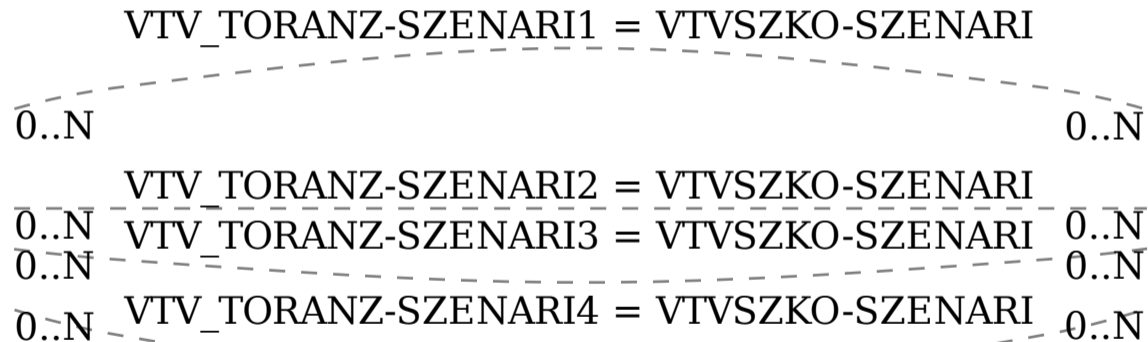 VTV_TORANZ-SZENARI1 = VTVSZKO-SZENARI
0..N 0..N
VTV_TORANZ-SZENARI2 = VTVSZKO-SZENARI
0..N 0..N
VTV_TORANZ-SZENARI3 = VTVSZKO-SZENARI
0..N 0..N
VTV_TORANZ-SZENARI4 = VTVSZKO-SZENARI
0..N 0..N